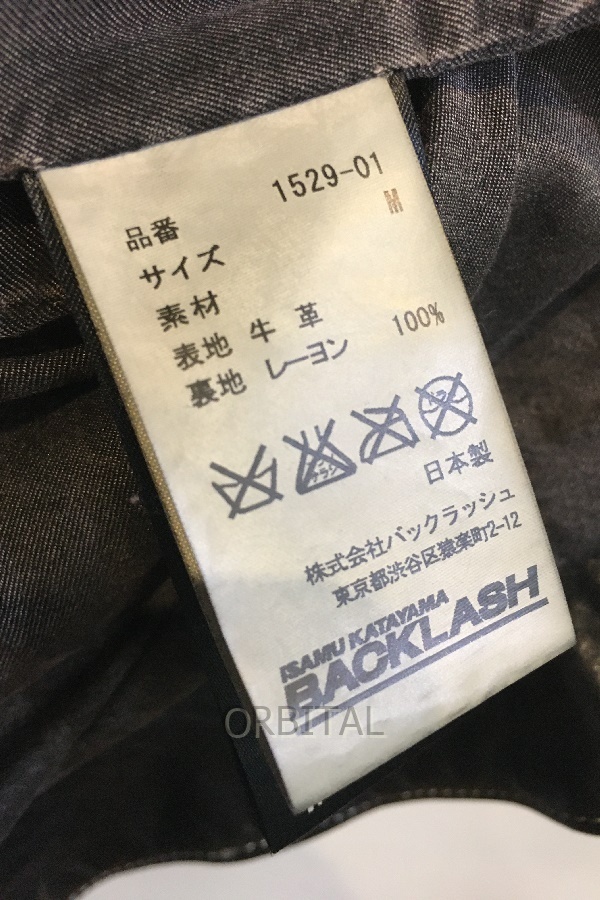 品番 1529-01
サイズ M
素材
表地 牛 革
裏地 レーヨン 100%
日本製
株式会社バックラッシュ
東京都渋谷区猿楽町2-12
ISAMU KATAYAMA
BACKLASH
ORBITAL